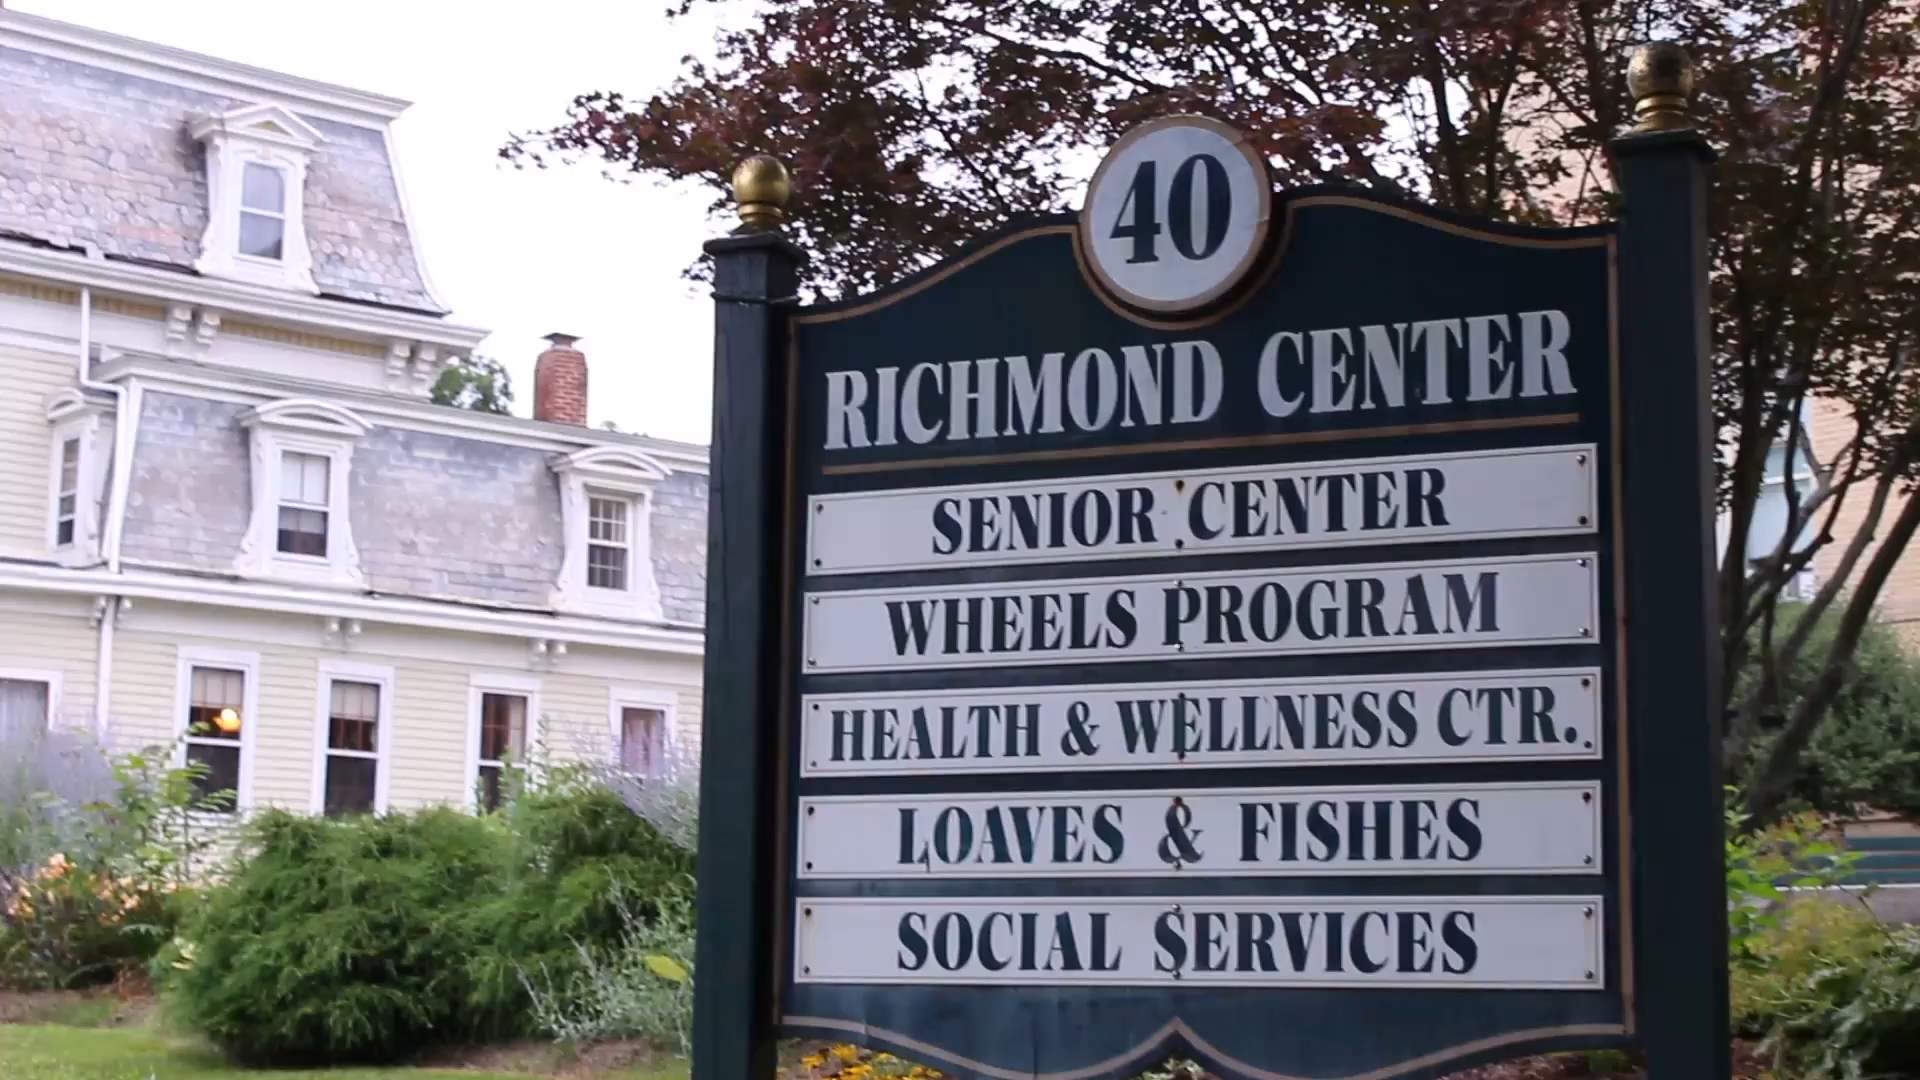 40
RICHMOND CENTER
SENIOR CENTER
WHEELS PROGRAM
HEALTH & WELLNESS CTR.
LOAVES & FISHES
SOCIAL SERVICES